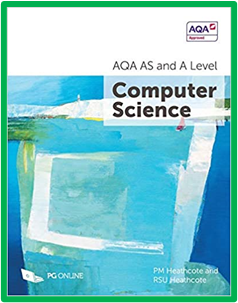 AQA
Approved
AQA AS and A Level
Computer
Science
PG ONLINE
PM Heathcote and
RSU Heathcote